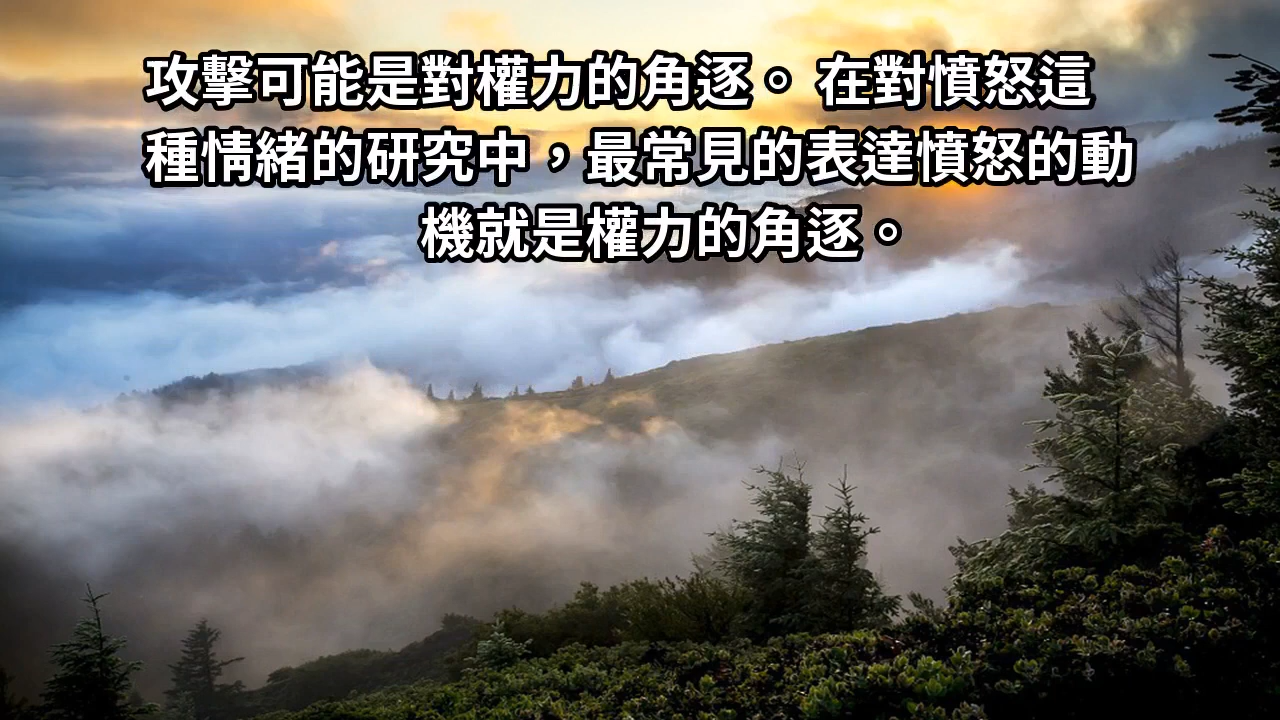 攻擊可能是對權力的角逐。 在對憤怒這
種情緒的研究中，最常見的表達憤怒的動
機就是權力的角逐。